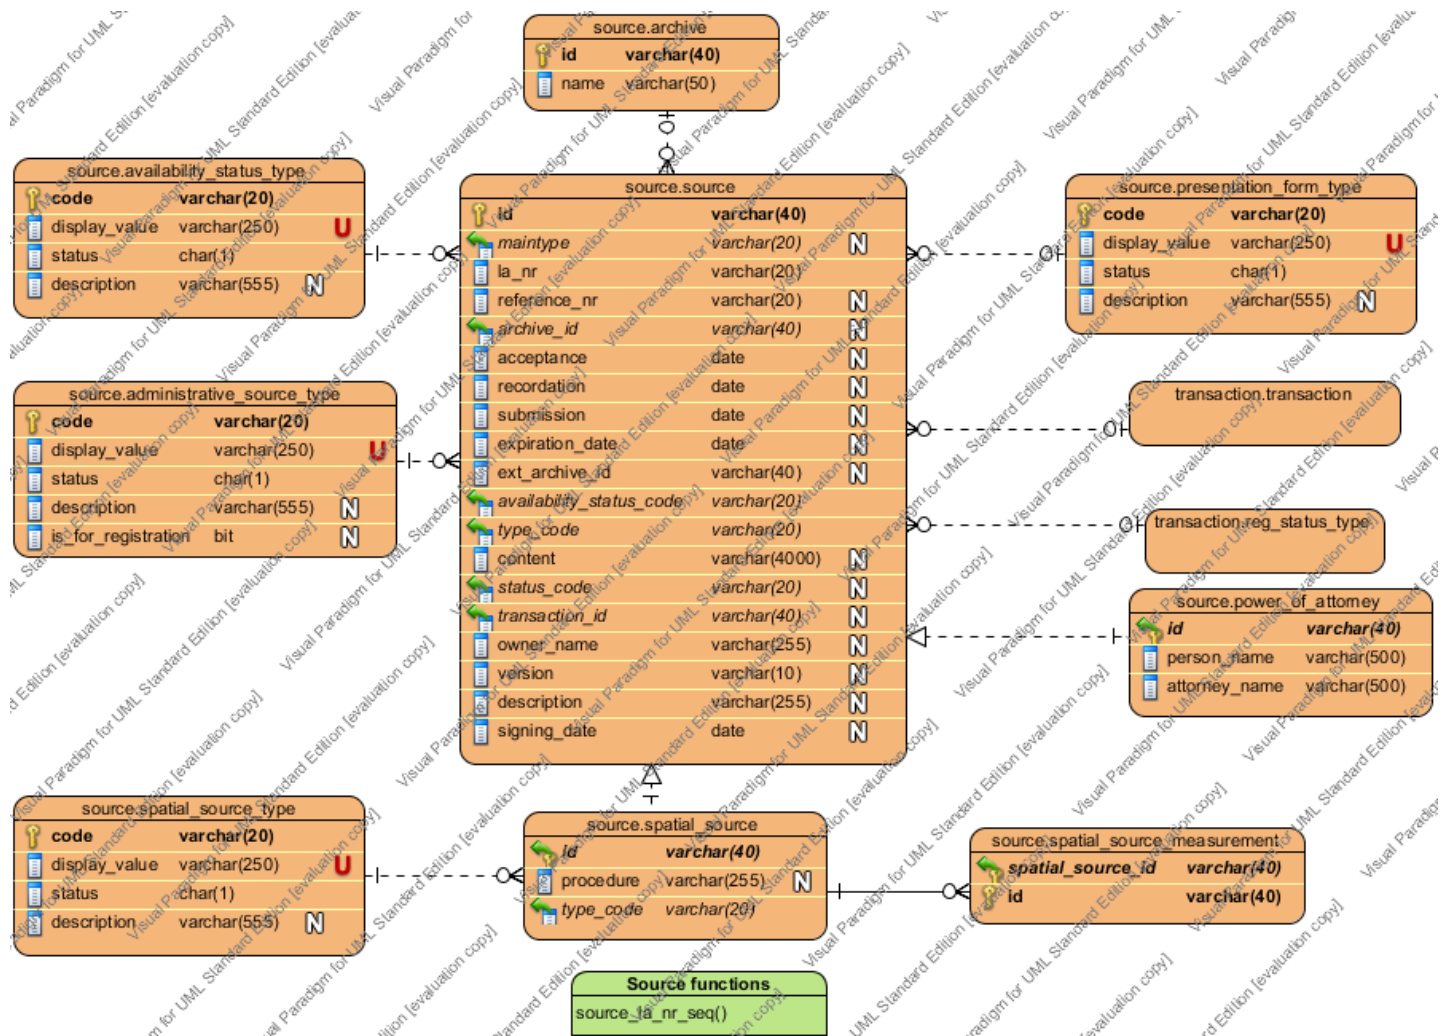 source.archive
id varchar(40)
name varchar(50)
source.availability_status_type
code varchar(20)
display_value varchar(250) U
status char(1)
description varchar(555) N
source.source
id varchar(40)
maintype varchar(20) N
la_nr varchar(20)
reference_nr varchar(20) N
archive_id varchar(40) N
acceptance date N
recordation date N
submission date N
expiration_date date N
ext_archive_id varchar(40) N
availability_status_code varchar(20)
type_code varchar(20)
content varchar(4000) N
status_code varchar(20) N
transaction_id varchar(40) N
owner_name varchar(255) N
version varchar(10) N
description varchar(255) N
signing_date date N
source.presentation_form_type
code varchar(20)
display_value varchar(250) U
status char(1)
description varchar(555) N
source.administrative_source_type
code varchar(20)
display_value varchar(250) U
status char(1)
description varchar(555) N
is_for_registration bit N
transaction.transaction
transaction.reg_status_type
source.power_of_attorney
id varchar(40)
person_name varchar(500)
attorney_name varchar(500)
source.spatial_source_type
code varchar(20)
display_value varchar(250) U
status char(1)
description varchar(555) N
source.spatial_source
id varchar(40)
procedure varchar(255) N
type_code varchar(20)
source.spatial_source_measurement
spatial_source_id varchar(40)
id varchar(40)
Source functions
source_la_nr_seq()
Visual Paradigm for UML Standard Edition [evaluation copy]